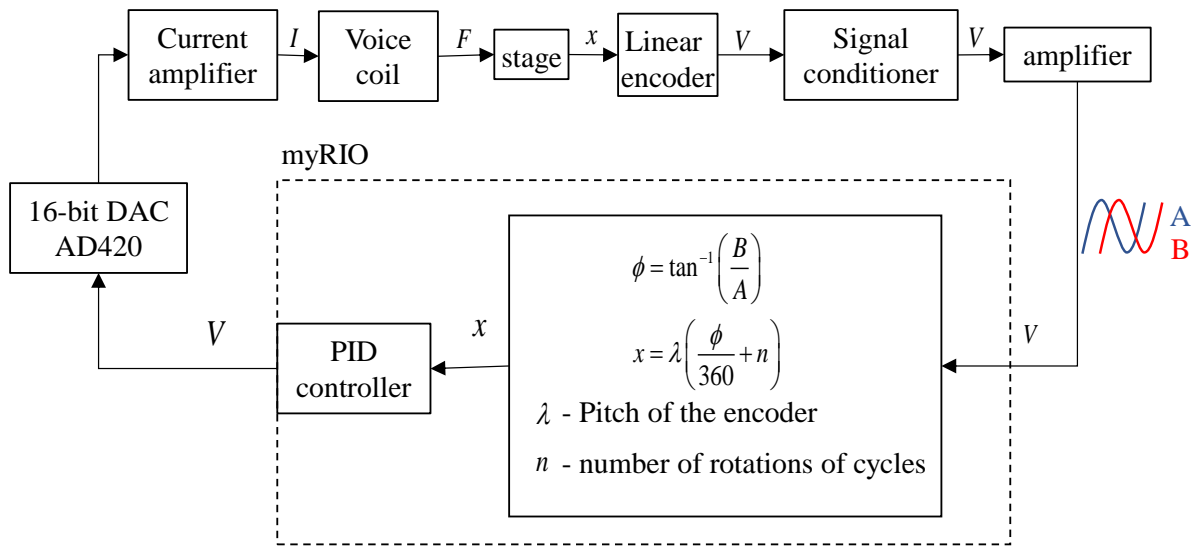 Current
amplifier
I
Voice
coil
F
stage
x
Linear
encoder
V
Signal
conditioner
V
amplifier
myRIO
16-bit DAC
AD420
A
B
ϕ = tan⁻¹(B/A)
x = λ(ϕ/360 + n)
λ - Pitch of the encoder
n - number of rotations of cycles
V
x
PID
controller
V